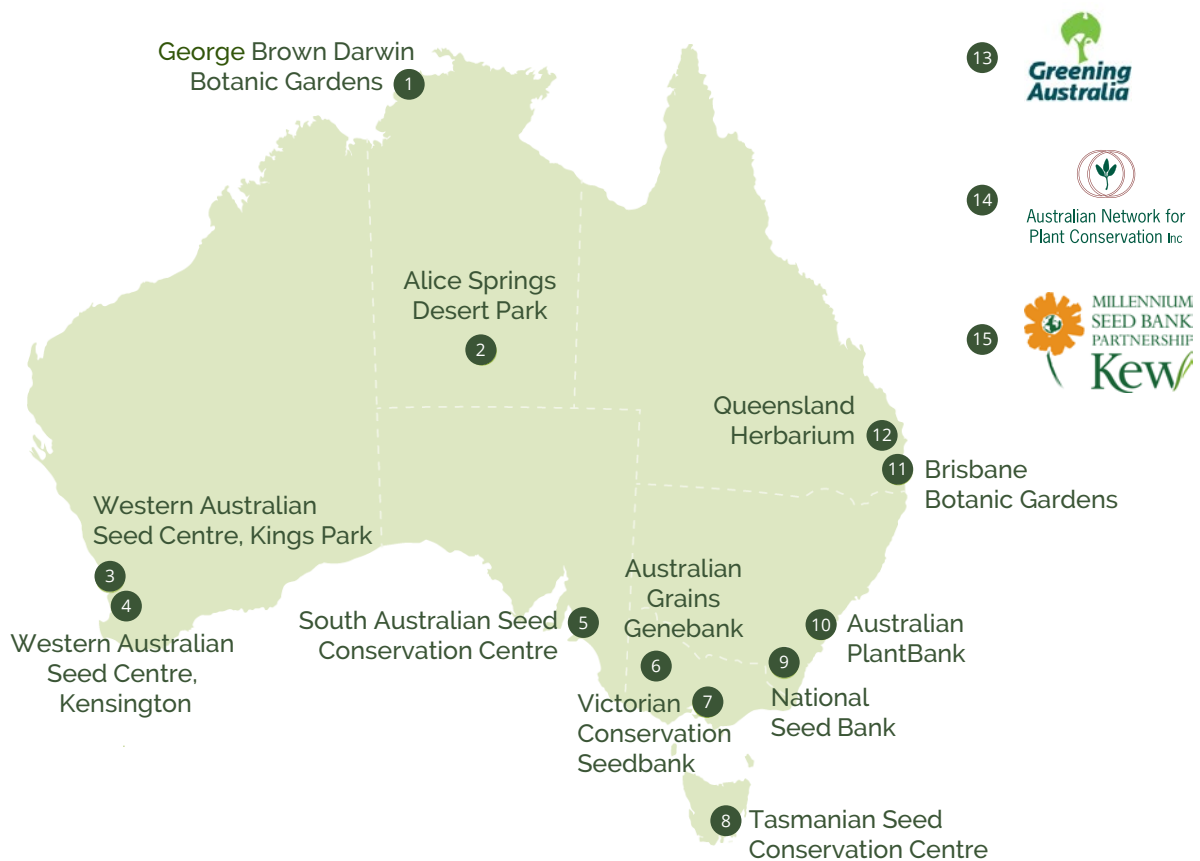 George Brown Darwin
Botanic Gardens
1
13
Greening
Australia
14
Australian Network for
Plant Conservation Inc
15
MILLENNIUM
SEED BANK
PARTNERSHIP
Kew
Alice Springs
Desert Park
2
Queensland
Herbarium
12
11
Brisbane
Botanic Gardens
Western Australian
Seed Centre, Kings Park
3
4
Western Australian
Seed Centre,
Kensington
South Australian Seed
Conservation Centre
5
Australian
Grains
Genebank
6
10
Australian
PlantBank
9
National
Seed Bank
7
Victorian
Conservation
Seedbank
8
Tasmanian Seed
Conservation Centre